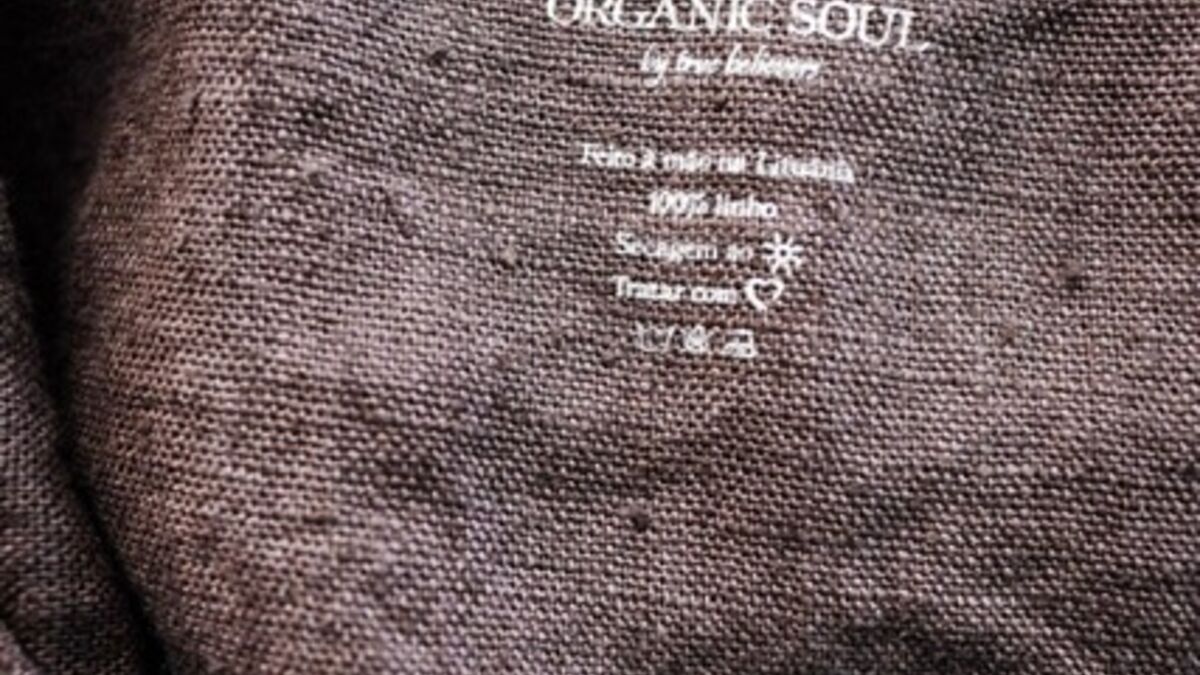 ORGANIC SOUL
by true believers
Feito à mão na Lituânia
100% linho
Secagem ao
Tratar com